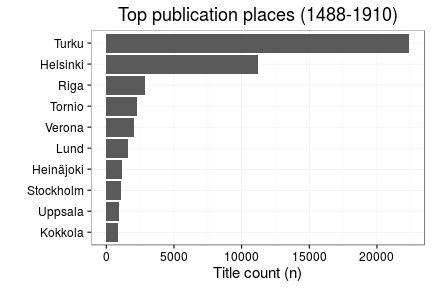 Top publication places (1488-1910)
Turku
Helsinki
Riga
Tornio
Verona
Lund
Heinäjoki
Stockholm
Uppsala
Kokkola
0 5000 10000 15000 20000
Title count (n)